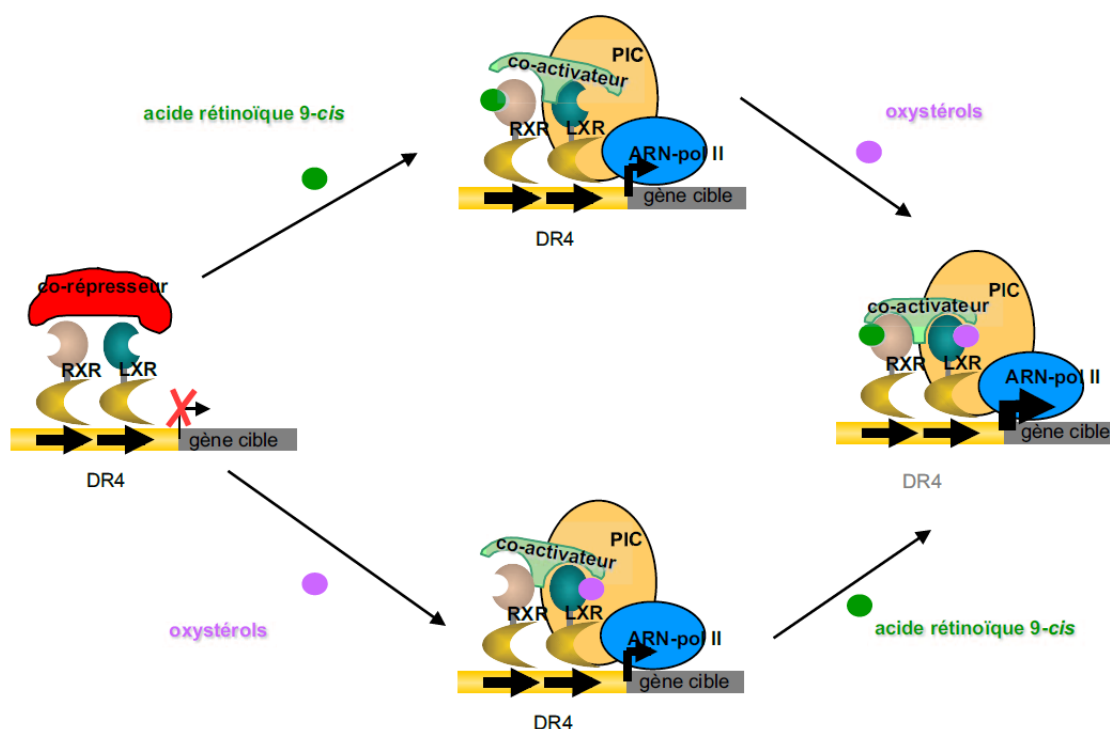 PIC
co-activateur
acide rétinoïque 9-cis
RXR
LXR
ARN-pol II
gène cible
DR4
oxystérols
co-répresseur
RXR
LXR
gène cible
DR4
PIC
co-activateur
RXR
LXR
ARN-pol II
gène cible
DR4
oxystérols
PIC
co-activateur
RXR
LXR
ARN-pol II
gène cible
DR4
acide rétinoïque 9-cis